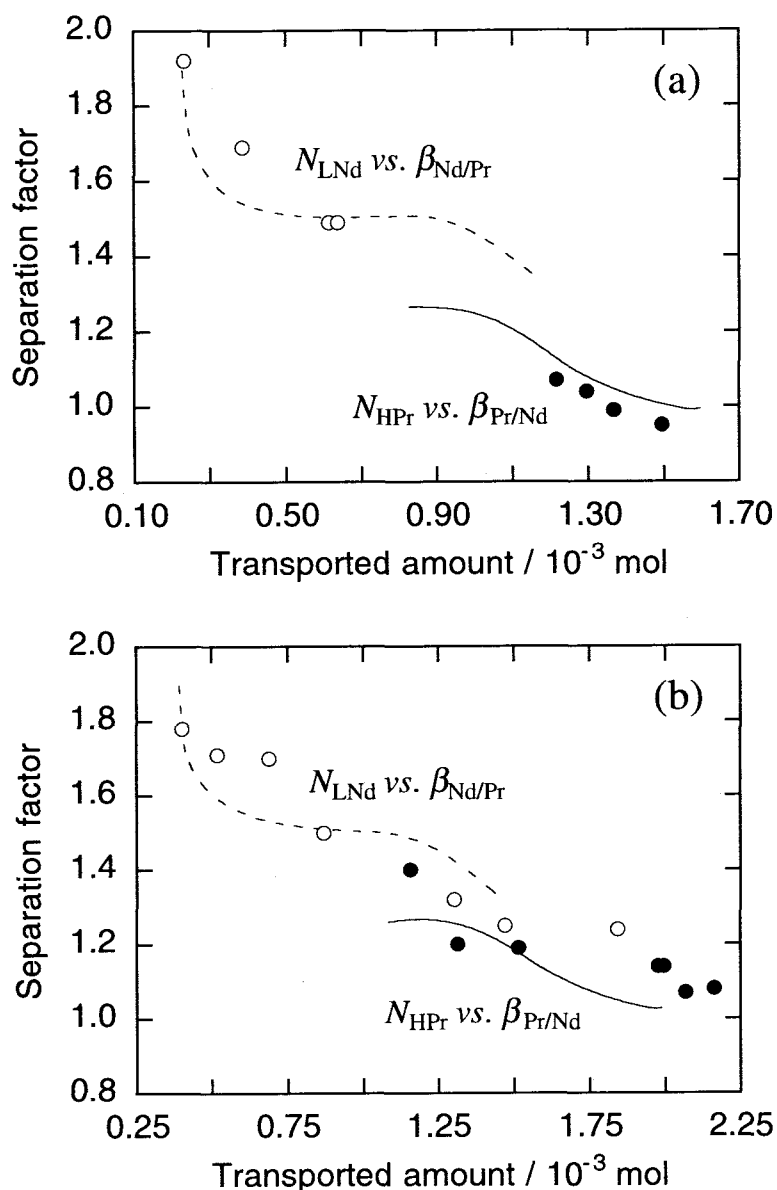 2.0
(a)
1.8
N_LNd vs. β_Nd/Pr
1.6
1.4
1.2
N_HPr vs. β_Pr/Nd
1.0
0.8
Separation factor
0.10 0.50 0.90 1.30 1.70
Transported amount / 10⁻³ mol
2.0
(b)
1.8
N_LNd vs. β_Nd/Pr
1.6
1.4
1.2
N_HPr vs. β_Pr/Nd
1.0
0.8
Separation factor
0.25 0.75 1.25 1.75 2.25
Transported amount / 10⁻³ mol